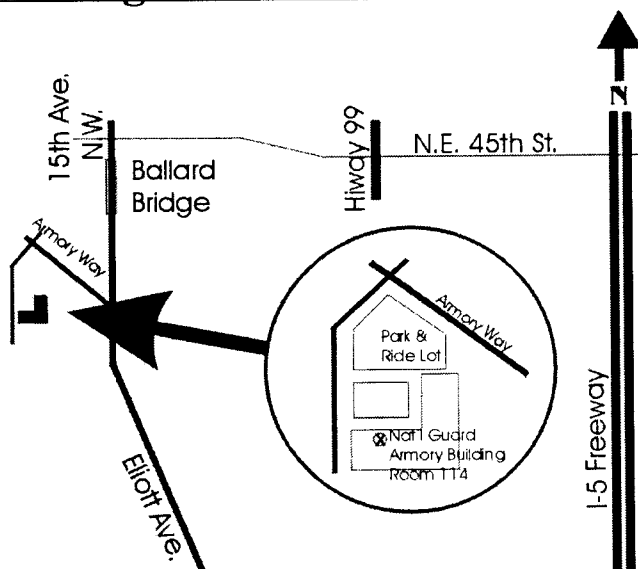 N
15th Ave.
N.W.
Hiway 99
N.E. 45th St.
Ballard
Bridge
Armory Way
Armory Way
Park &
Ride Lot
Nat'l Guard
Armory Building
Room 114
Eliott Ave.
I-5 Freeway